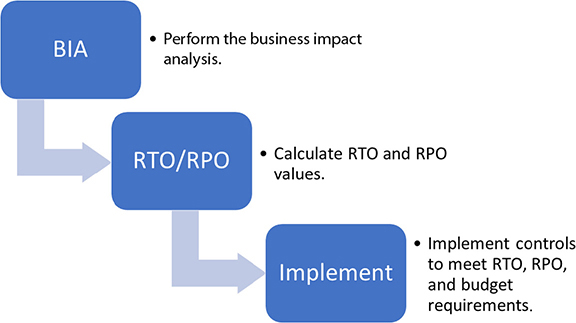 BIA
• Perform the business impact
analysis.
RTO/RPO
• Calculate RTO and RPO
values.
Implement
• Implement controls
to meet RTO, RPO,
and budget
requirements.